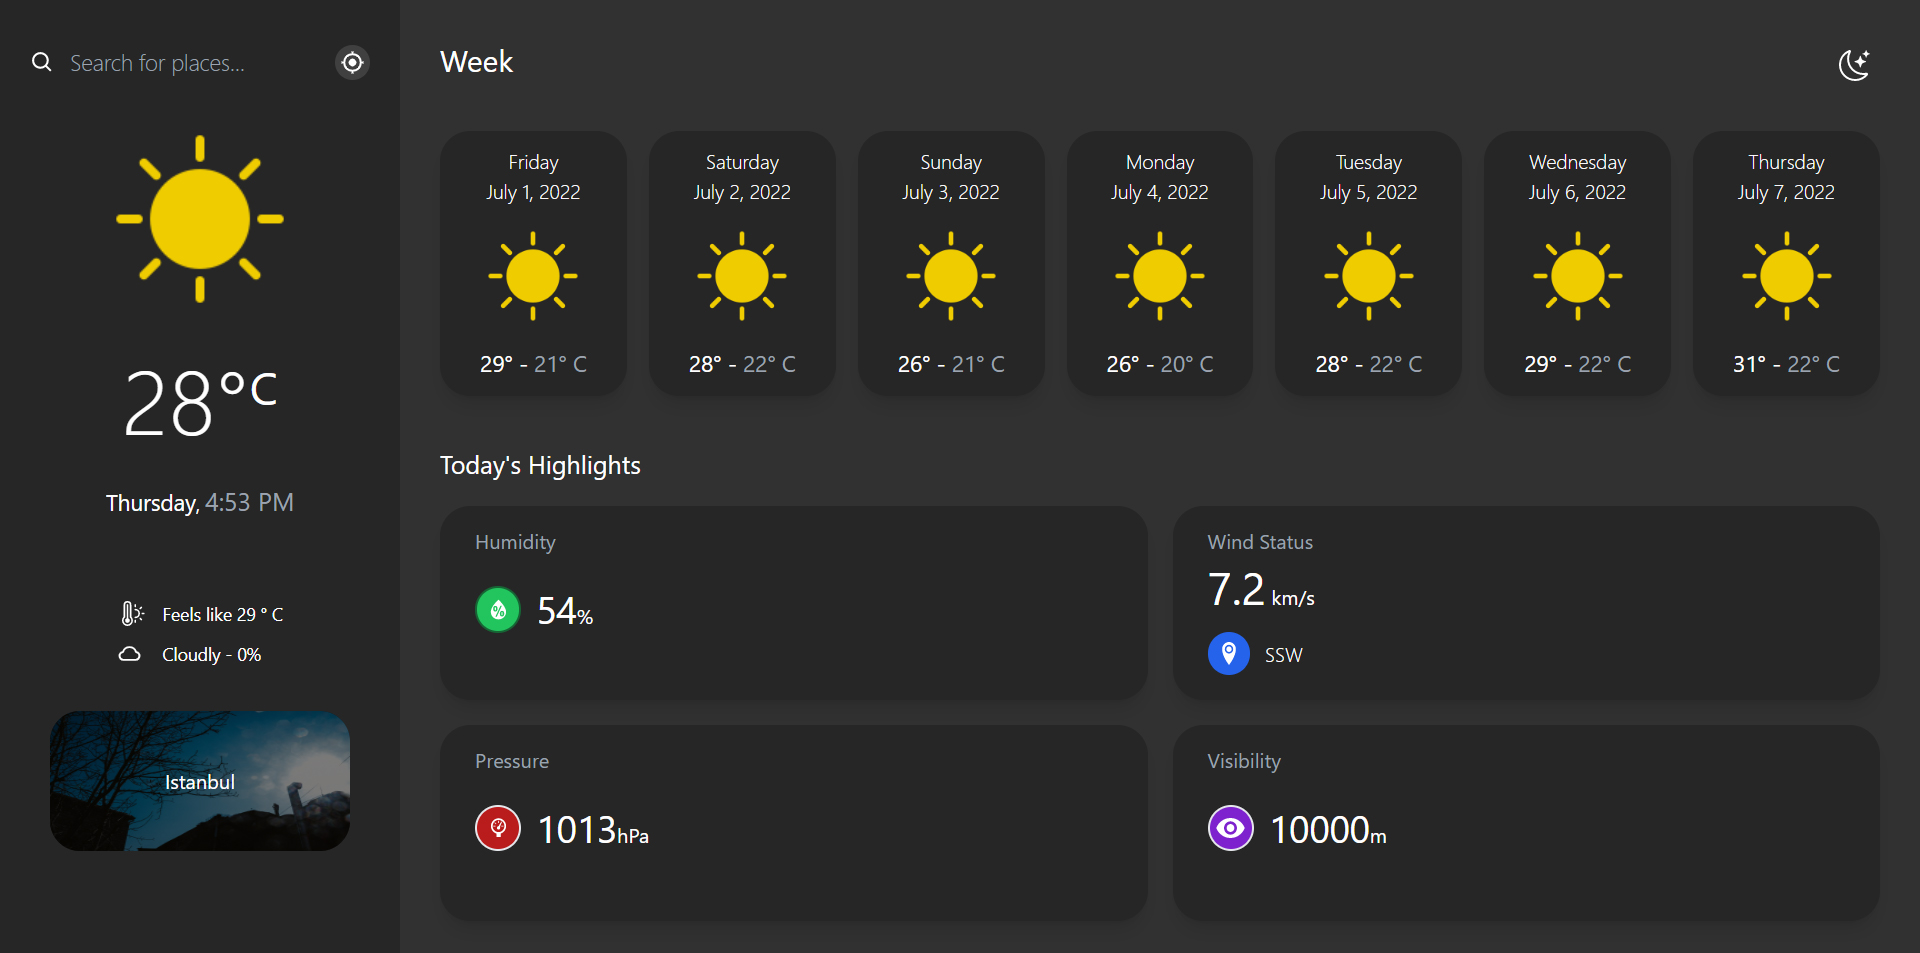 Search for places...
28°C
Thursday, 4:53 PM
Feels like 29 ° C
Cloudly - 0%
Istanbul
Week
Friday
July 1, 2022
29° - 21° C
Saturday
July 2, 2022
28° - 22° C
Sunday
July 3, 2022
26° - 21° C
Monday
July 4, 2022
26° - 20° C
Tuesday
July 5, 2022
28° - 22° C
Wednesday
July 6, 2022
29° - 22° C
Thursday
July 7, 2022
31° - 22° C
Today's Highlights
Humidity
54%
Wind Status
7.2 km/s
SSW
Pressure
1013hPa
Visibility
10000m